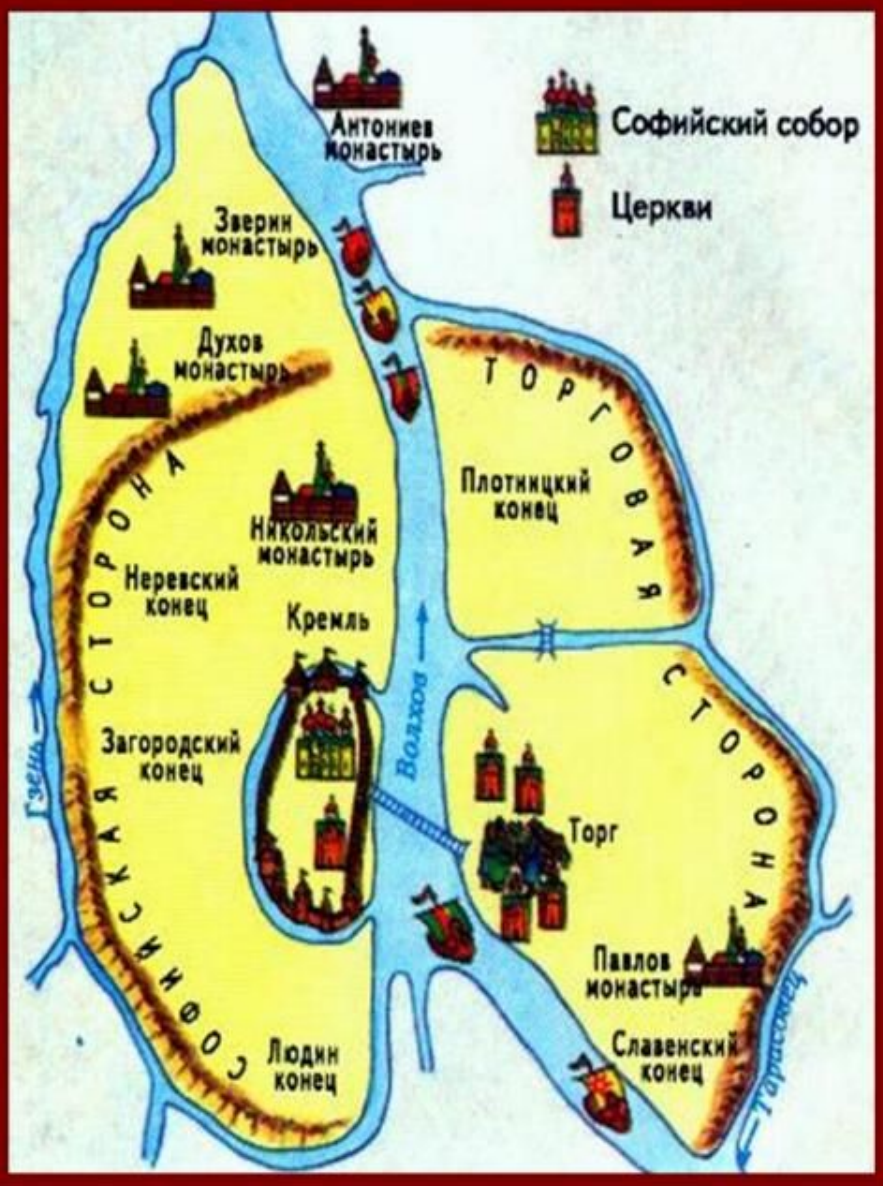 Антониев
монастырь
Софийский собор
Церкви
Зверин
монастырь
Духов
монастырь
ТОРГОВАЯ
СТОРОНА
Плотницкий
конец
Никольский
монастырь
Неревский
конец
Кремль
СОФИЙСКАЯ СТОРОНА
Волхов
Загородский
конец
Гзень
Торг
Павлов
монастырь
Славенский
конец
Людин
конец
Тарасовец